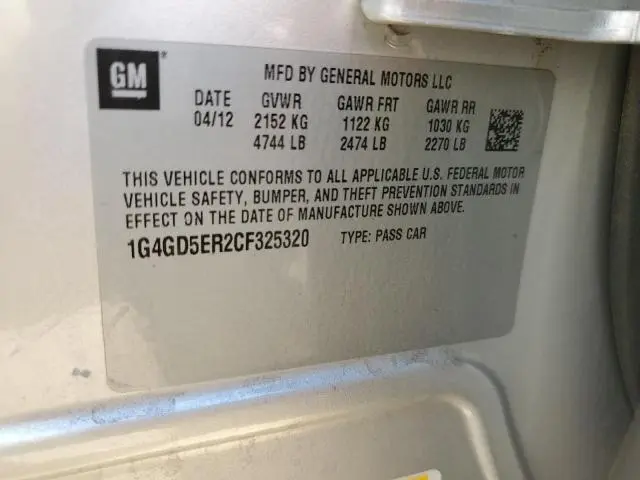 GM
MFD BY GENERAL MOTORS LLC
DATE GVWR GAWR FRT GAWR RR
04/12 2152 KG 1122 KG 1030 KG
4744 LB 2474 LB 2270 LB
THIS VEHICLE CONFORMS TO ALL APPLICABLE U.S. FEDERAL MOTOR
VEHICLE SAFETY, BUMPER, AND THEFT PREVENTION STANDARDS IN
EFFECT ON THE DATE OF MANUFACTURE SHOWN ABOVE.
1G4GD5ER2CF325320 TYPE: PASS CAR